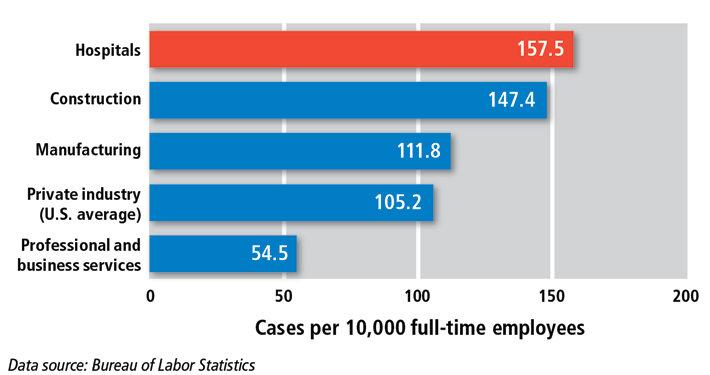 Hospitals
157.5
Construction
147.4
Manufacturing
111.8
Private industry
(U.S. average)
105.2
Professional and
business services
54.5
0 50 100 150 200
Cases per 10,000 full-time employees
Data source: Bureau of Labor Statistics